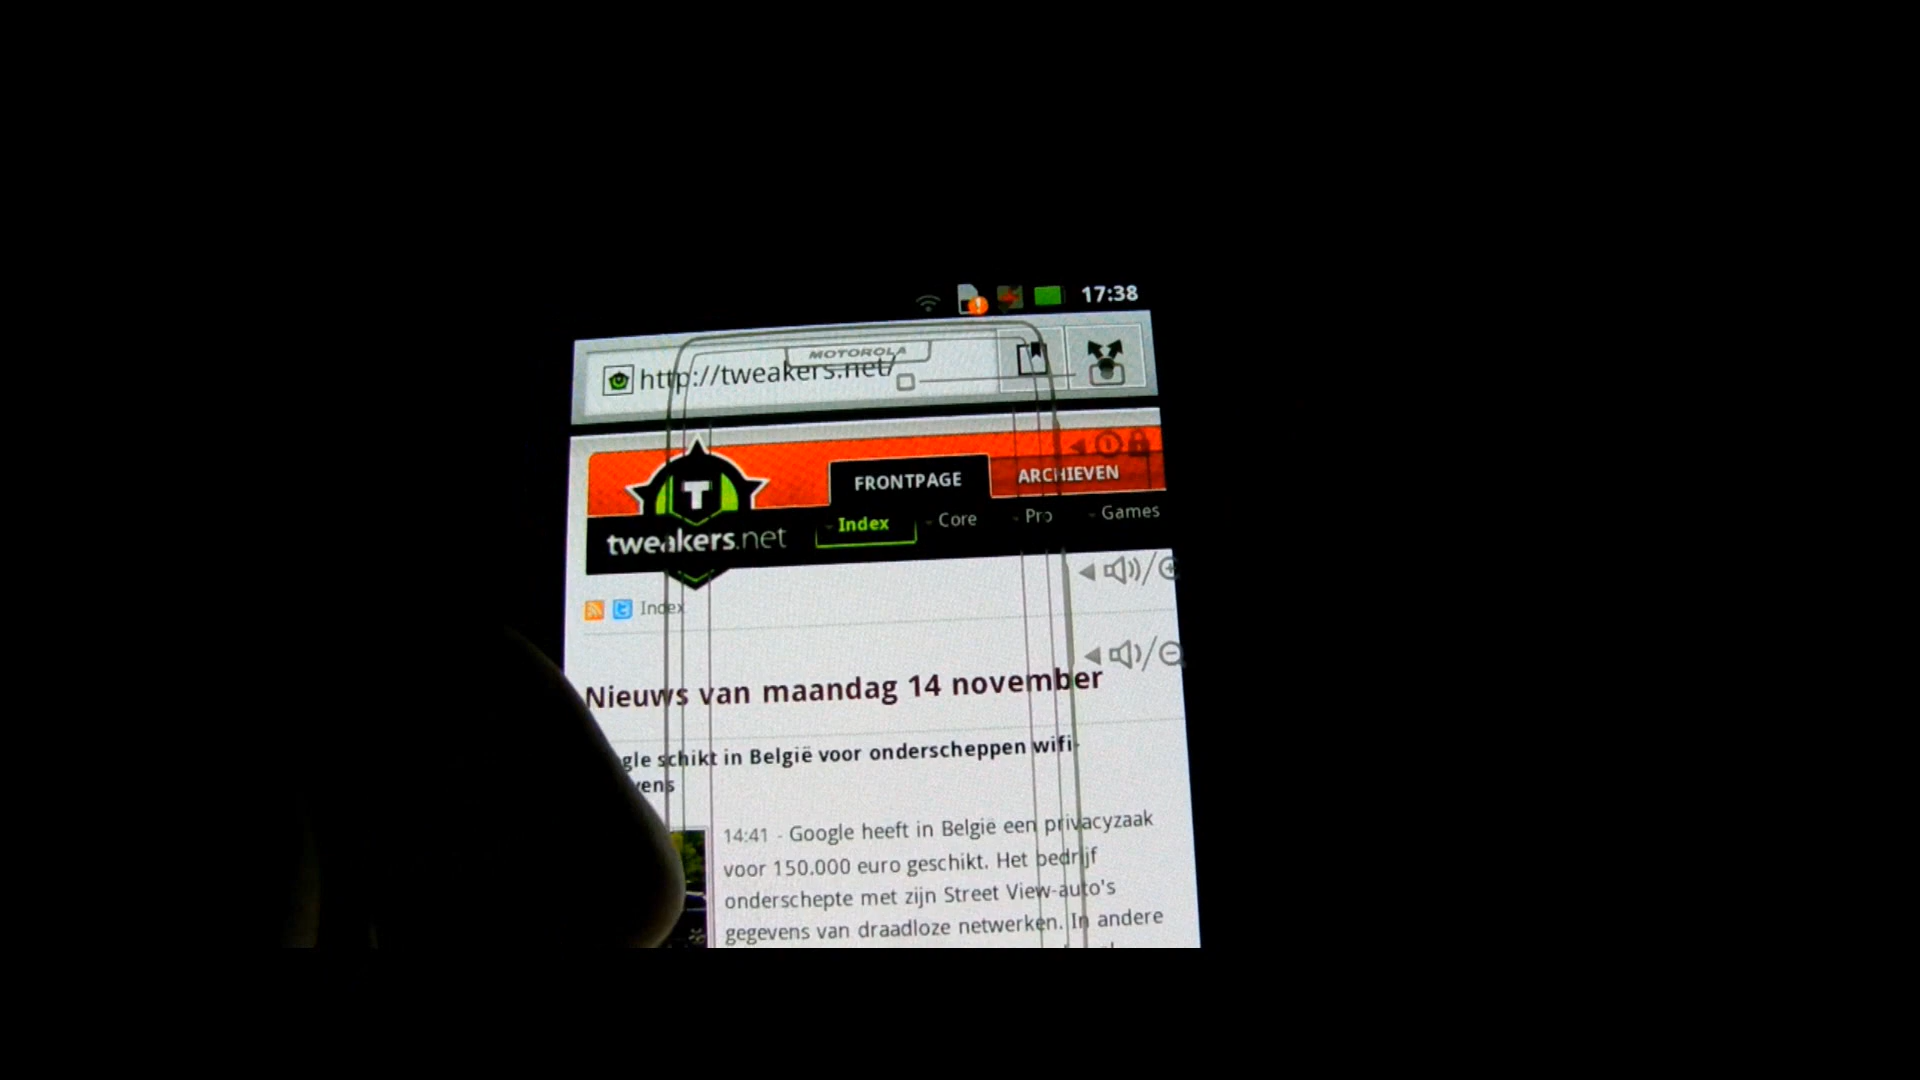 17:38
MOTOROLA
http://tweakers.net/
FRONTPAGE ARCHIEVEN
tweakers.net
Index Core Pro Games
Index
Nieuws van maandag 14 november
schikt in België voor onderscheppen wifi-
14:41 - Google heeft in België een privacyzaak
voor 150.000 euro geschikt. Het bedrijf
onderschepte met zijn Street View-auto's
gegevens van draadloze netwerken. In andere